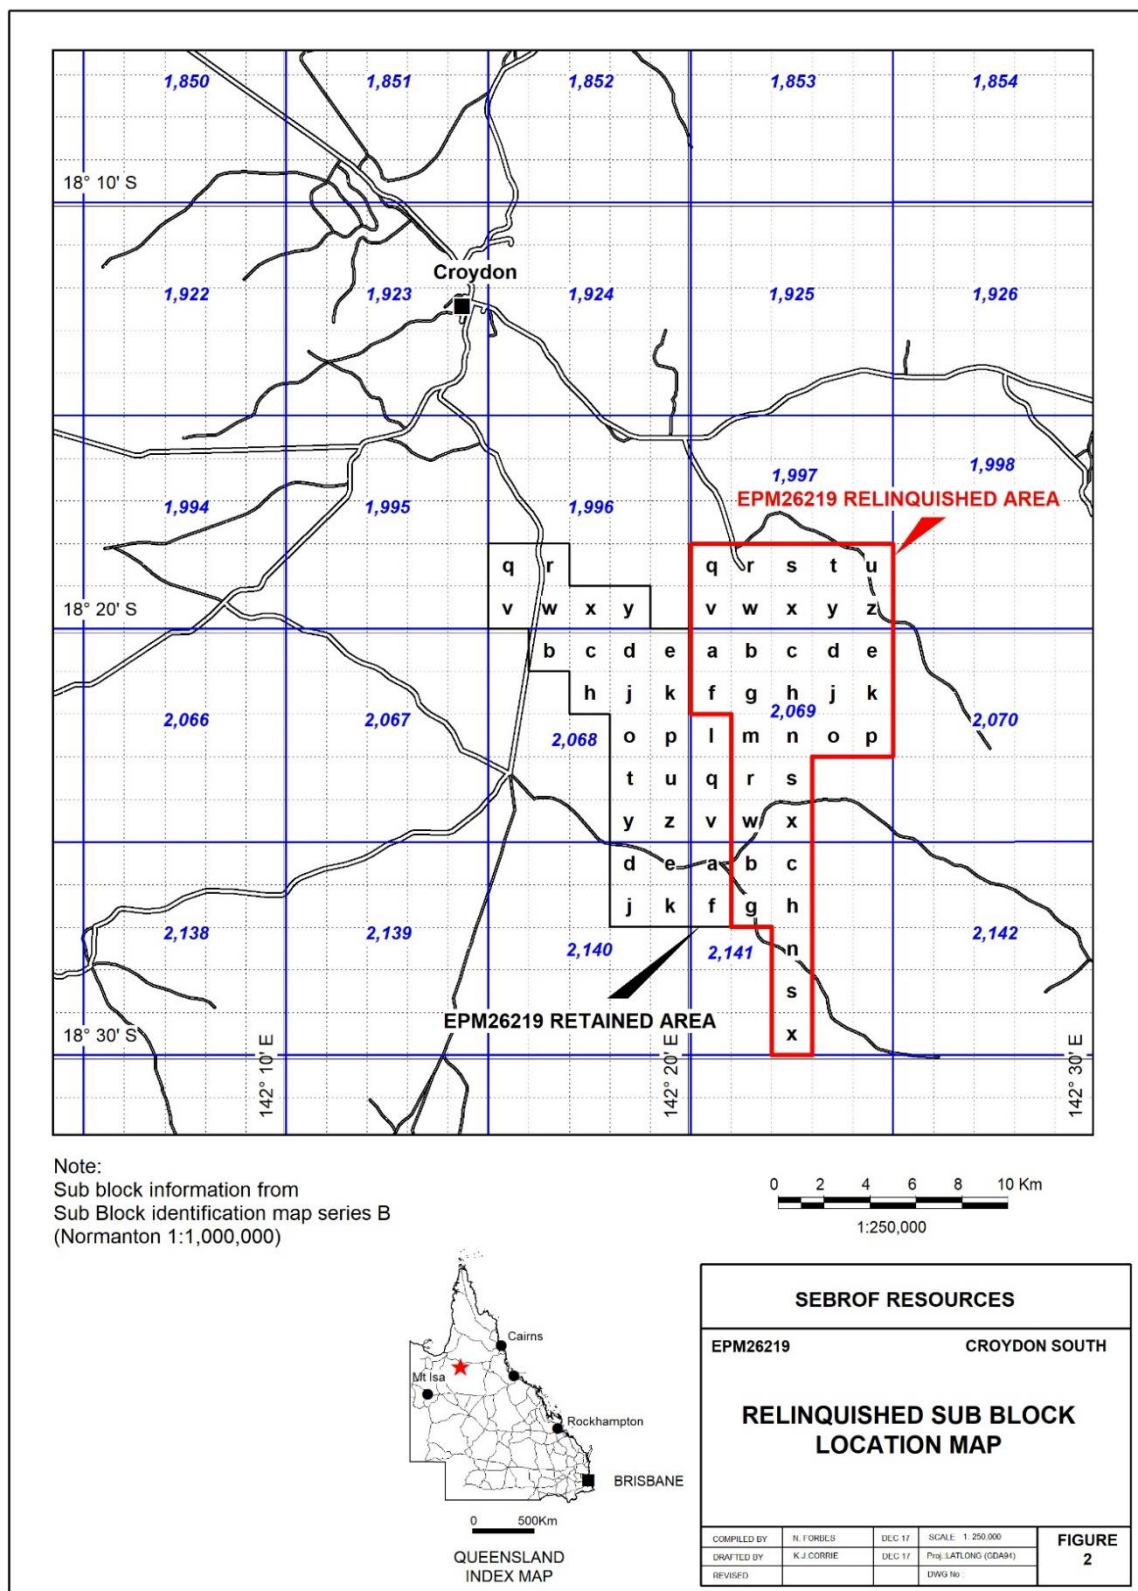 1,850 1,851 1,852 1,853 1,854
18° 10' S
Croydon
1,922 1,923 1,924 1,925 1,926
1,997 1,998
EPM26219 RELINQUISHED AREA
1,994 1,995 1,996
q r q r s t u
18° 20' S v w x y v w x y z
b c d e a b c d e
h j k f g h j k
2,066 2,067 2,069 2,070
2,068 o p l m n o p
t u q r s
y z v w x
d e a b c
j k f g h
2,138 2,139 2,140 2,141 n 2,142
s
EPM26219 RETAINED AREA
18° 30' S x
142° 10' E 142° 20' E 142° 30' E
Note:
Sub block information from
Sub Block identification map series B
(Normanton 1:1,000,000)
0 2 4 6 8 10 Km
1:250,000
Cairns
Mt Isa
Rockhampton
BRISBANE
0 500Km
QUEENSLAND
INDEX MAP
SEBROF RESOURCES
EPM26219 CROYDON SOUTH
RELINQUISHED SUB BLOCK
LOCATION MAP
COMPILED BY N. FORBES DEC 17 SCALE 1: 250,000
DRAFTED BY K.J.CORRIE DEC 17 Proj.:LATLONG (GDA94)
REVISED DWG No :
FIGURE
2